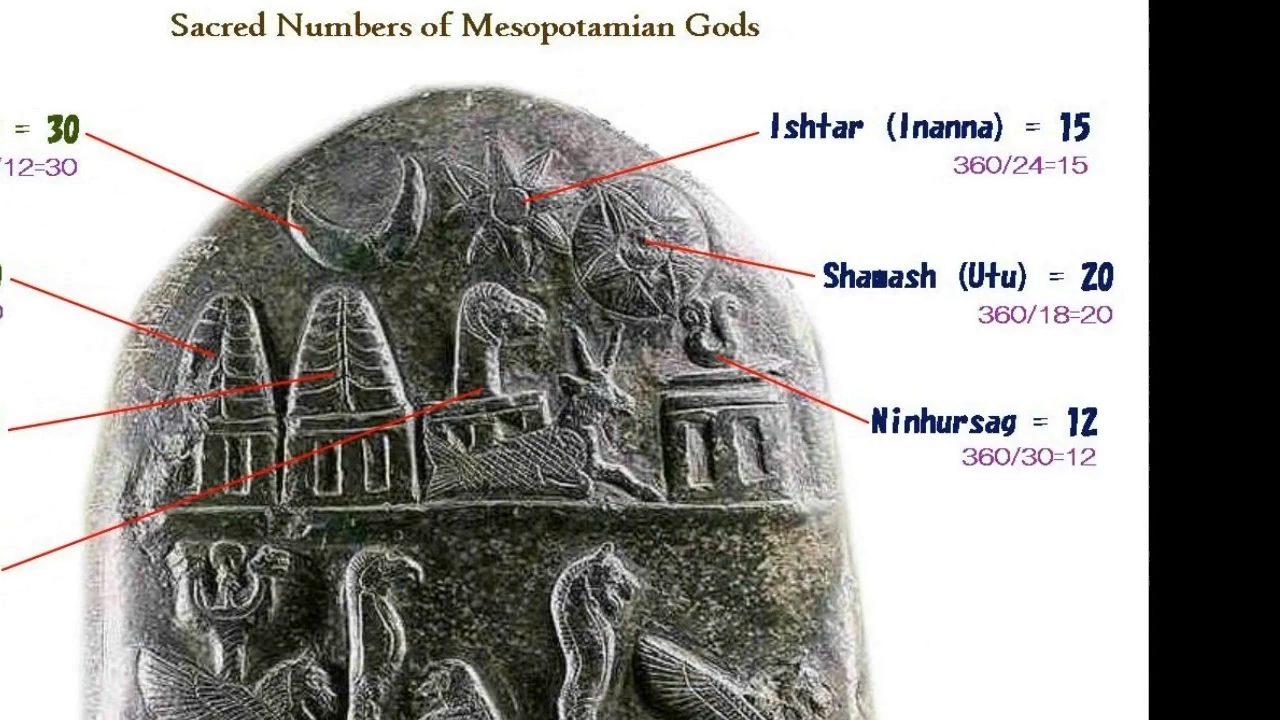 Sacred Numbers of Mesopotamian Gods
= 30
/12=30
Ishtar (Inanna) = 15
360/24=15
Shamash (Utu) = 20
360/18=20
Ninhursag = 12
360/30=12